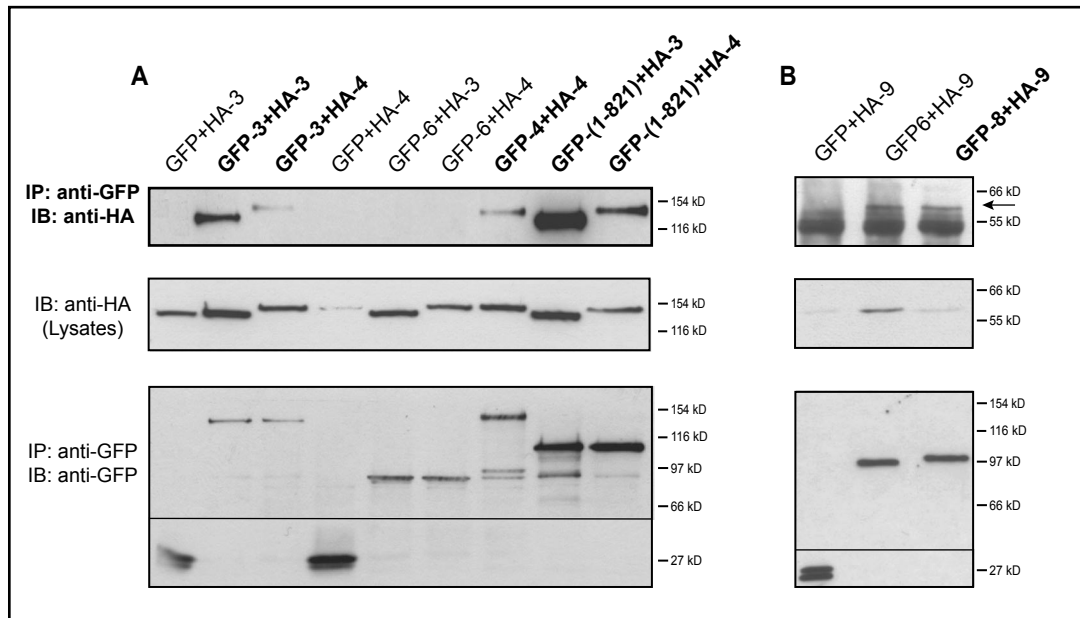 A
B
GFP+HA-3
GFP-3+HA-3
GFP-3+HA-4
GFP+HA-4
GFP-6+HA-3
GFP-6+HA-4
GFP-4+HA-4
GFP-(1-821)+HA-3
GFP-(1-821)+HA-4
GFP+HA-9
GFP6+HA-9
GFP-8+HA-9
IP: anti-GFP
IB: anti-HA
154 kD
116 kD
66 kD
55 kD
IB: anti-HA
(Lysates)
154 kD
116 kD
66 kD
55 kD
IP: anti-GFP
IB: anti-GFP
154 kD
116 kD
97 kD
66 kD
27 kD
154 kD
116 kD
97 kD
66 kD
27 kD